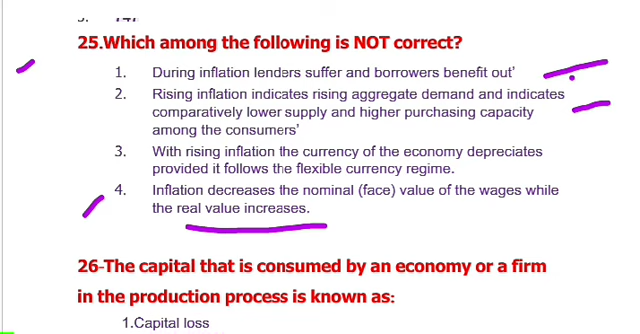 25.Which among the following is NOT correct?
1. During inflation lenders suffer and borrowers benefit out'
2. Rising inflation indicates rising aggregate demand and indicates
comparatively lower supply and higher purchasing capacity
among the consumers'
3. With rising inflation the currency of the economy depreciates
provided it follows the flexible currency regime.
4. Inflation decreases the nominal (face) value of the wages while
the real value increases.
26-The capital that is consumed by an economy or a firm
in the production process is known as:
1.Capital loss